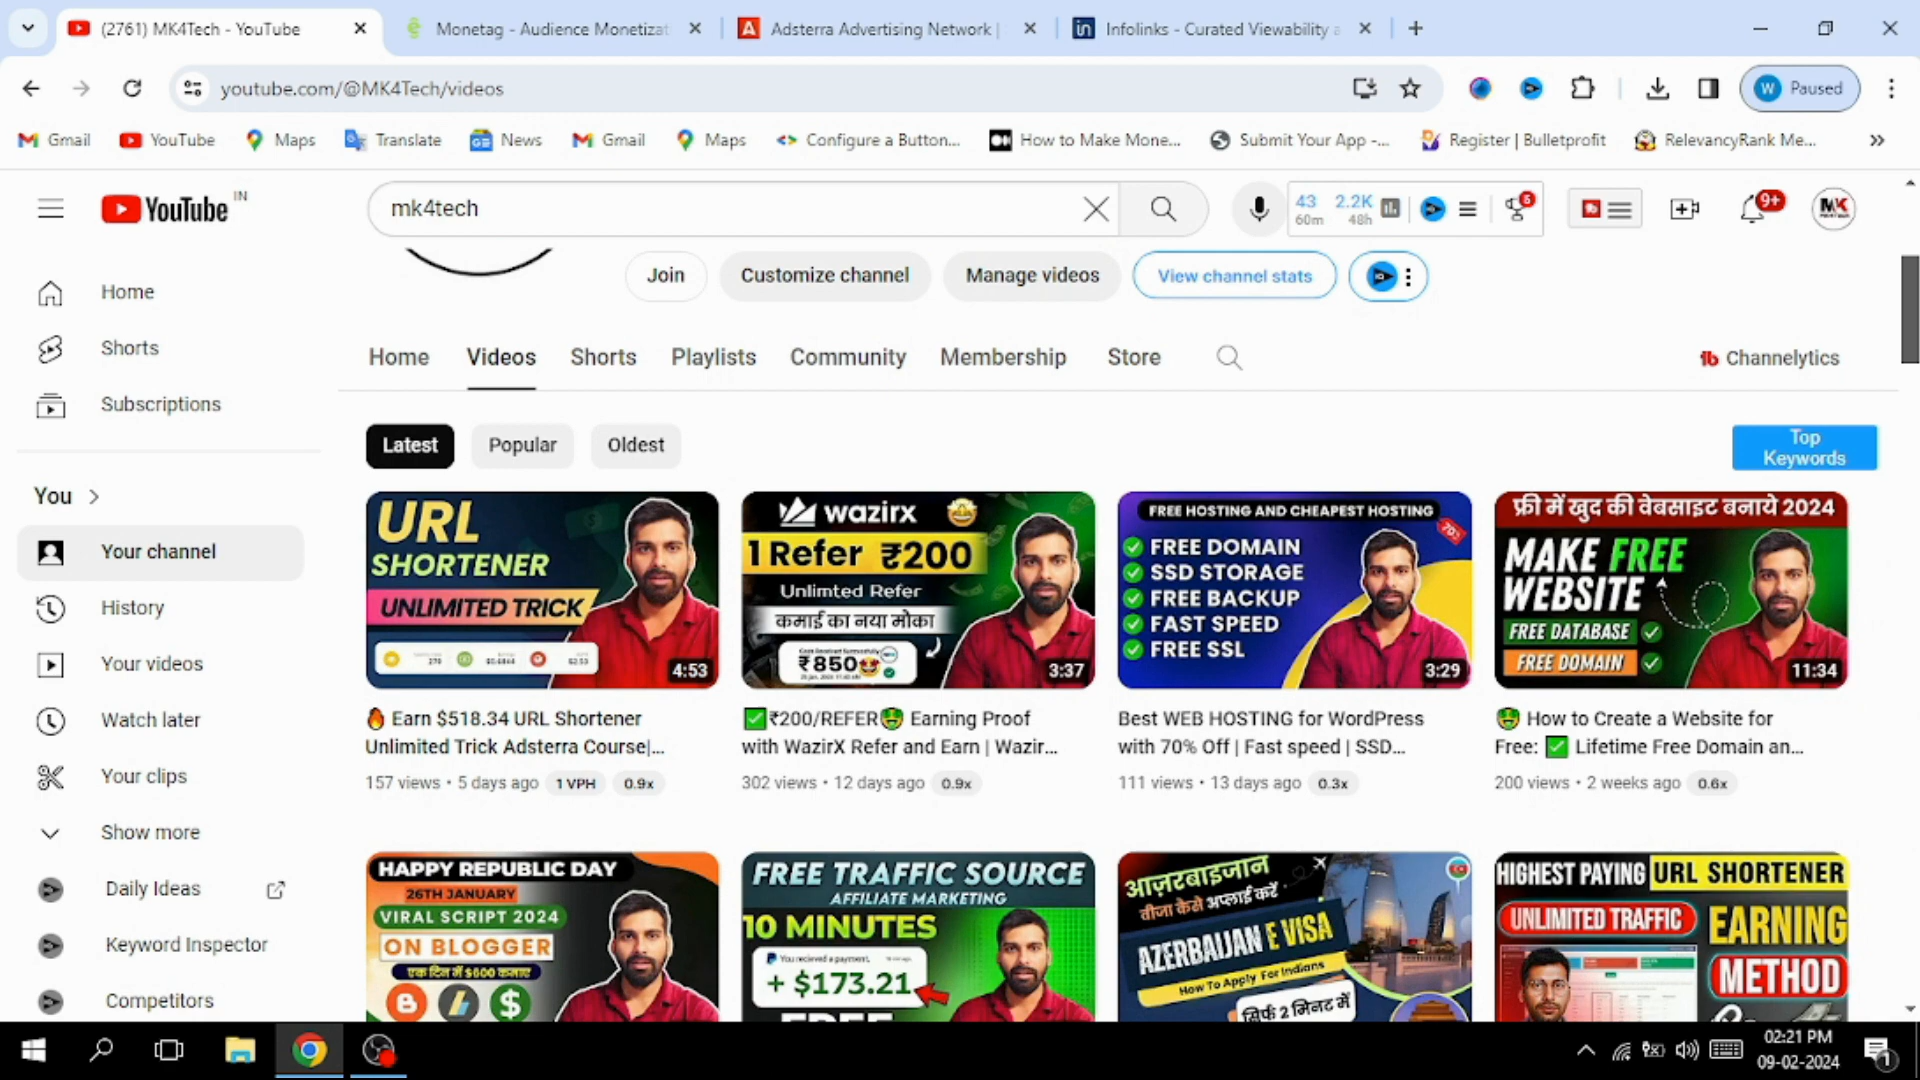 (2761) MK4Tech - YouTube
Monetag - Audience Monetizat
Adsterra Advertising Network |
Infolinks - Curated Viewability a
youtube.com/@MK4Tech/videos
W Paused
Gmail
YouTube
Maps
Translate
News
Gmail
Maps
Configure a Button...
How to Make Mone...
Submit Your App -...
Register | Bulletprofit
RelevancyRank Me...
YouTube IN
mk4tech
43 60m
2.2K 48h
6
9+
MK
Join
Customize channel
Manage videos
View channel stats
Home
Videos
Shorts
Playlists
Community
Membership
Store
Channelytics
Latest
Popular
Oldest
Top Keywords
Home
Shorts
Subscriptions
You
Your channel
History
Your videos
Watch later
Your clips
Show more
Daily Ideas
Keyword Inspector
Competitors
URL
SHORTENER
UNLIMITED TRICK
4:53
🔥 Earn $518.34 URL Shortener
Unlimited Trick Adsterra Course|...
157 views • 5 days ago 1 VPH 0.9x
wazirx
1 Refer ₹200
Unlimted Refer
कमाई का नया मोका
₹850
3:37
✅₹200/REFER🤑 Earning Proof
with WazirX Refer and Earn | Wazir...
302 views • 12 days ago 0.9x
FREE HOSTING AND CHEAPEST HOSTING
70%
FREE DOMAIN
SSD STORAGE
FREE BACKUP
FAST SPEED
FREE SSL
3:29
Best WEB HOSTING for WordPress
with 70% Off | Fast speed | SSD...
111 views • 13 days ago 0.3x
फ्री में खुद की वेबसाइट बनाये 2024
MAKE FREE
WEBSITE
FREE DATABASE
FREE DOMAIN
11:34
🤑 How to Create a Website for
Free: ✅ Lifetime Free Domain an...
200 views • 2 weeks ago 0.6x
HAPPY REPUBLIC DAY
26TH JANUARY
VIRAL SCRIPT 2024
ON BLOGGER
एक दिन में $600 कमाए
FREE TRAFFIC SOURCE
AFFILIATE MARKETING
10 MINUTES
You recieved a payment.
+ $173.21
FREE
आज़रबाइजान
वीजा कैसे अप्लाई करें
AZERBAIJAN E VISA
How To Apply For Indians
सिर्फ 2 मिनट में
HIGHEST PAYING URL SHORTENER
UNLIMITED TRAFFIC
EARNING
METHOD
02:21 PM
09-02-2024
1